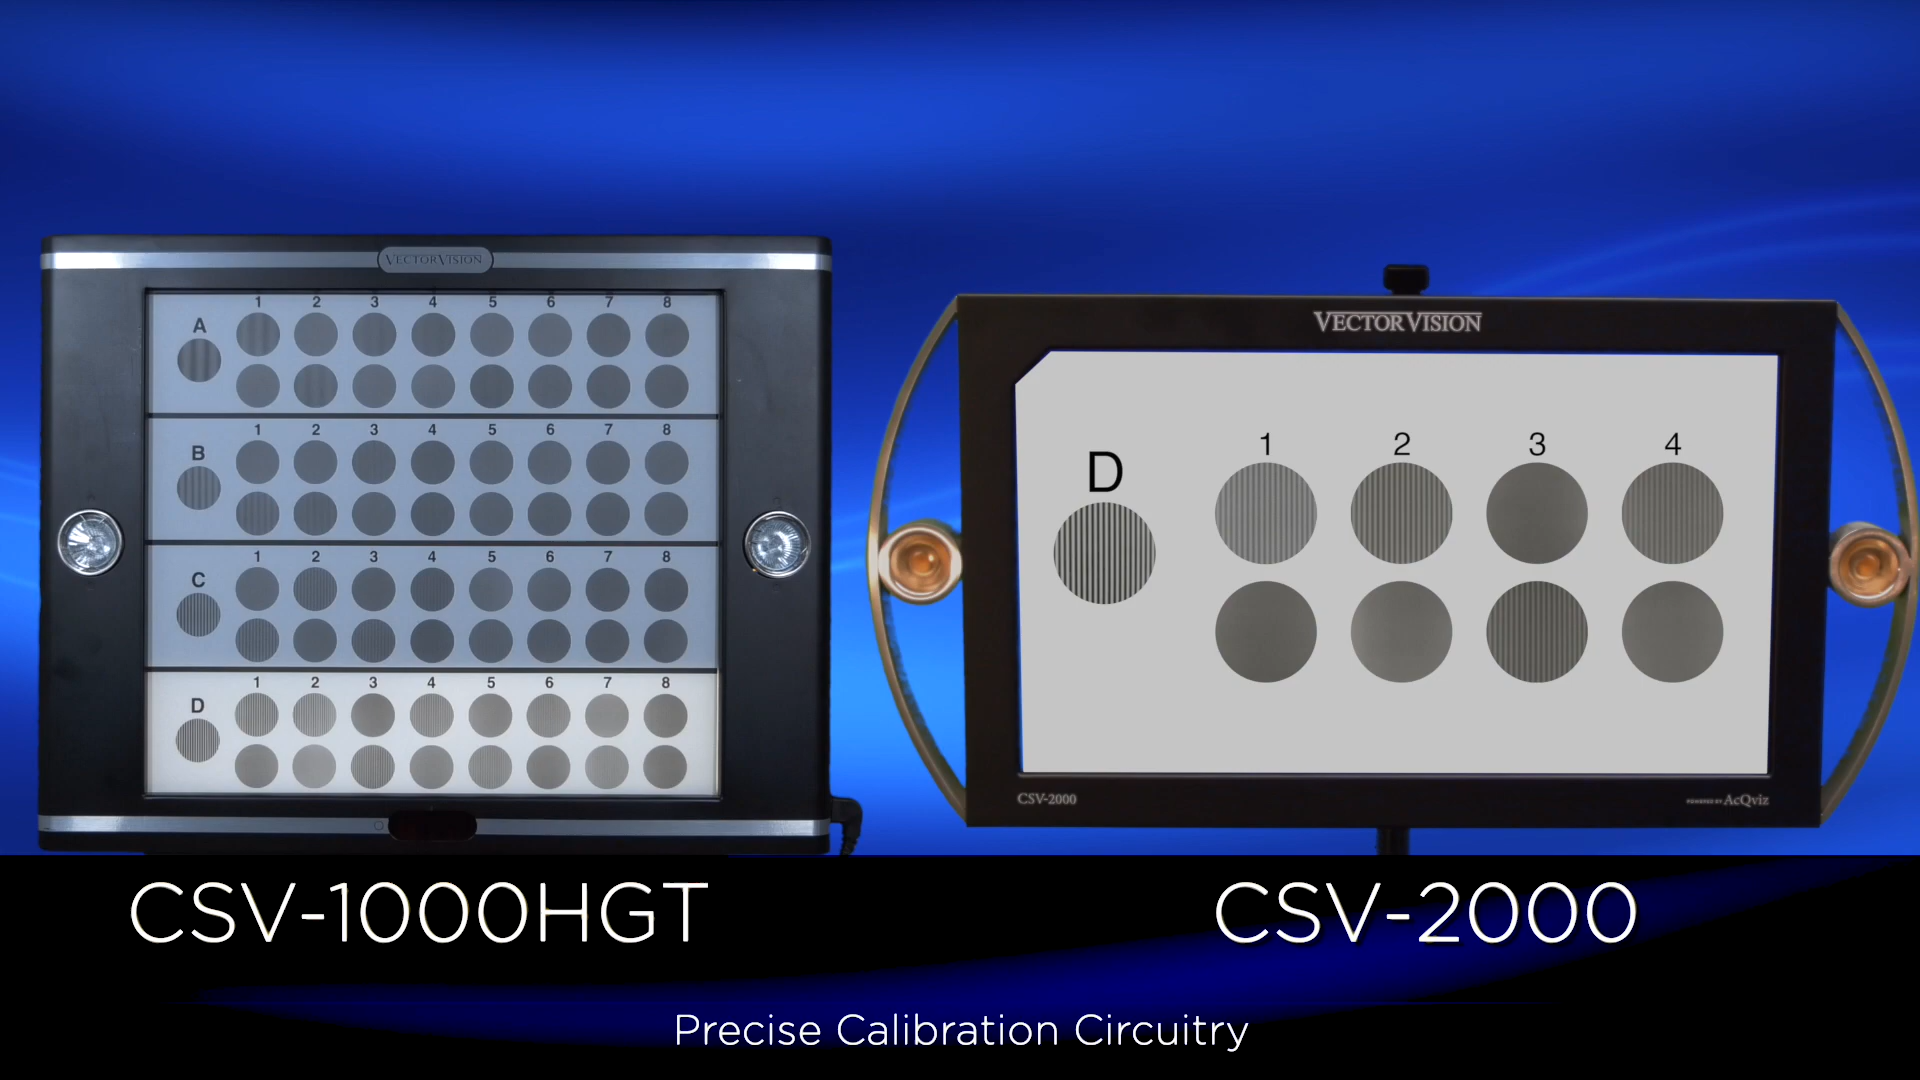 VECTORVISION
1 2 3 4 5 6 7 8
A
1 2 3 4 5 6 7 8
B
1 2 3 4 5 6 7 8
C
1 2 3 4 5 6 7 8
D
VECTORVISION
1 2 3 4
D
CSV-2000
POWERED BY AcQviz
CSV-1000HGT
CSV-2000
Precise Calibration Circuitry